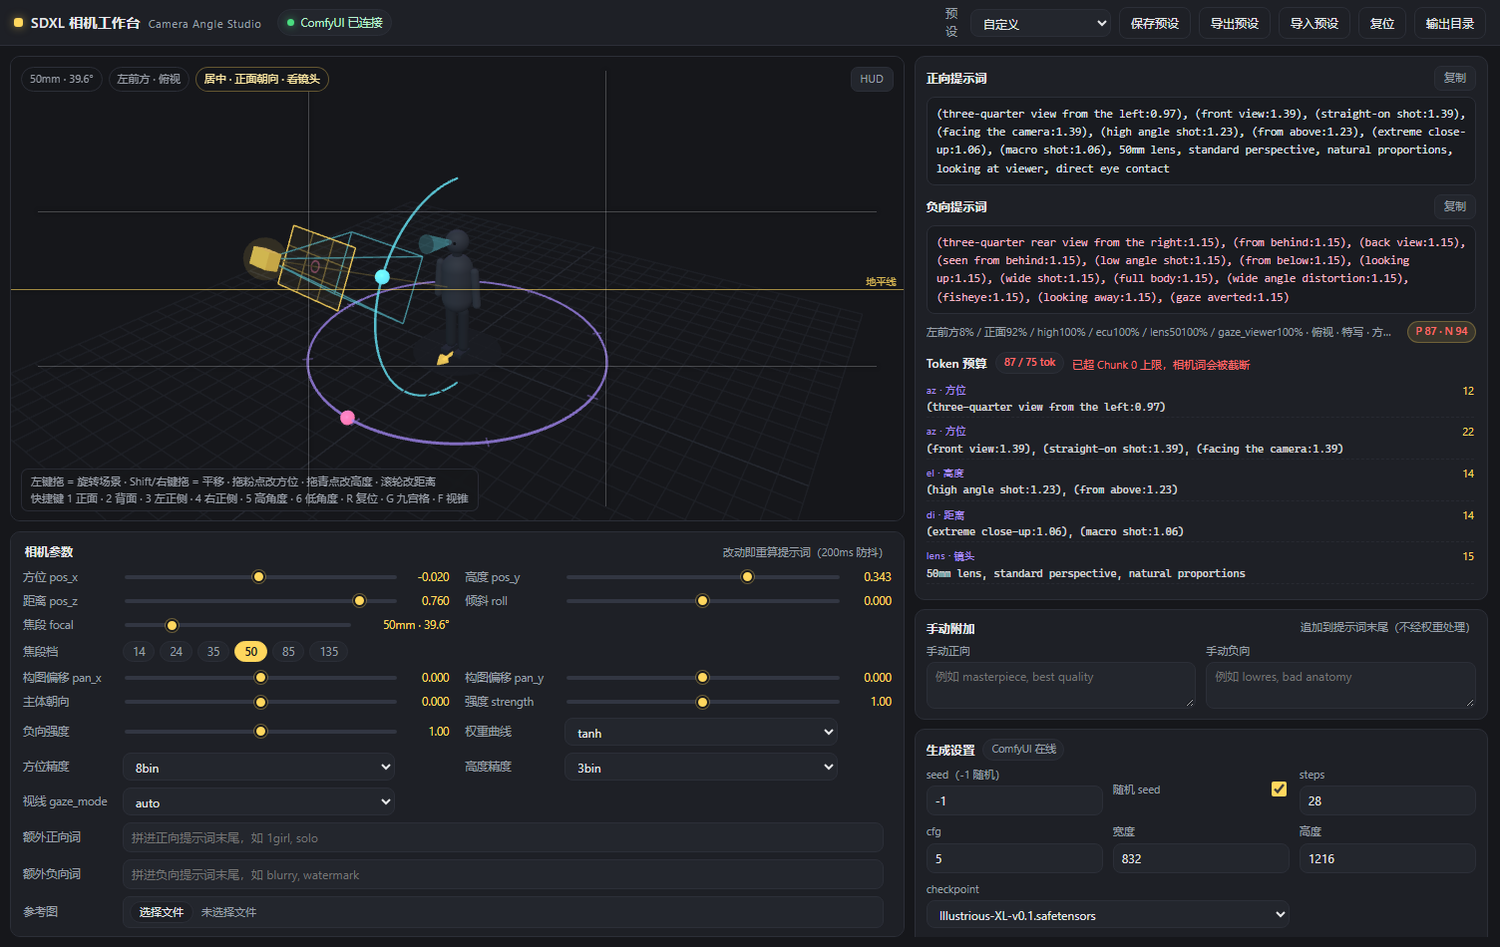 SDXL 相机工作台 Camera Angle Studio ComfyUI 已连接
预设 自定义 保存预设 导出预设 导入预设 复位 输出目录
50mm · 39.6° 左前方 · 俯视 居中 · 正面朝向 · 看镜头 HUD
地平线
左键拖 = 旋转场景 · Shift/右键拖 = 平移 · 拖粉点改方位 · 拖青点改高度 · 滚轮改距离
快捷键 1 正面 · 2 背面 · 3 左正侧 · 4 右正侧 · 5 高角度 · 6 低角度 · R 复位 · G 九宫格 · F 视锥
相机参数 改动即重算提示词（200ms 防抖）
方位 pos_x -0.020 高度 pos_y 0.343
距离 pos_z 0.760 倾斜 roll 0.000
焦段 focal 50mm · 39.6°
焦段档 14 24 35 50 85 135
构图偏移 pan_x 0.000 构图偏移 pan_y 0.000
主体朝向 0.000 强度 strength 1.00
负向强度 1.00 权重曲线 tanh
方位精度 8bin 高度精度 3bin
视线 gaze_mode auto
额外正向词 拼进正向提示词末尾，如 1girl, solo
额外负向词 拼进负向提示词末尾，如 blurry, watermark
参考图 选择文件 未选择文件
正向提示词 复制
(three-quarter view from the left:0.97), (front view:1.39), (straight-on shot:1.39),
(facing the camera:1.39), (high angle shot:1.23), (from above:1.23), (extreme close-
up:1.06), (macro shot:1.06), 50mm lens, standard perspective, natural proportions,
looking at viewer, direct eye contact
负向提示词 复制
(three-quarter rear view from the right:1.15), (from behind:1.15), (back view:1.15),
(seen from behind:1.15), (low angle shot:1.15), (from below:1.15), (looking
up:1.15), (wide shot:1.15), (full body:1.15), (wide angle distortion:1.15),
(fisheye:1.15), (looking away:1.15), (gaze averted:1.15)
左前方8% / 正面92% / high100% / ecu100% / lens50100% / gaze_viewer100% · 俯视 · 特写 · 方... P 87 · N 94
Token 预算 87 / 75 tok 已超 Chunk 0 上限，相机词会被截断
az · 方位 12
(three-quarter view from the left:0.97)
az · 方位 22
(front view:1.39), (straight-on shot:1.39), (facing the camera:1.39)
el · 高度 14
(high angle shot:1.23), (from above:1.23)
di · 距离 14
(extreme close-up:1.06), (macro shot:1.06)
lens · 镜头 15
50mm lens, standard perspective, natural proportions
手动附加 追加到提示词末尾（不经权重处理）
手动正向 手动负向
例如 masterpiece, best quality 例如 lowres, bad anatomy
生成设置 ComfyUI 在线
seed（-1 随机） 随机 seed steps
-1 28
cfg 宽度 高度
5 832 1216
checkpoint
Illustrious-XL-v0.1.safetensors